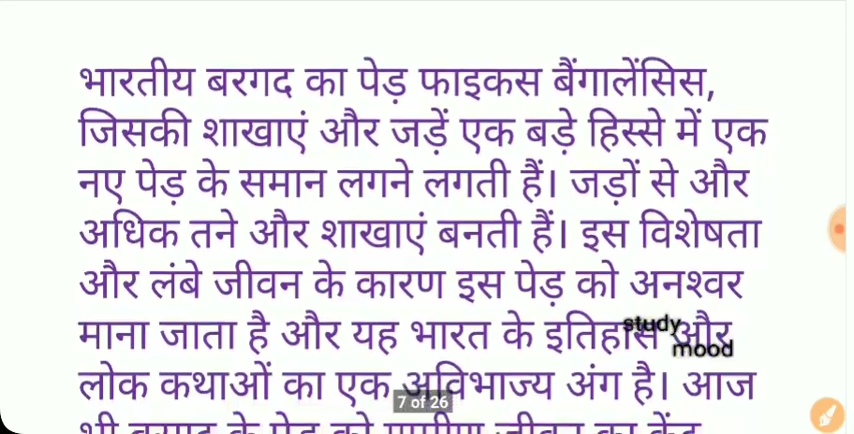 भारतीय बरगद का पेड़ फाइकस बैंगालेंसिस,
जिसकी शाखाएं और जड़ें एक बड़े हिस्से में एक
नए पेड़ के समान लगने लगती हैं। जड़ों से और
अधिक तने और शाखाएं बनती हैं। इस विशेषता
और लंबे जीवन के कारण इस पेड़ को अनश्वर
माना जाता है और यह भारत के इतिहास और
study
mood
लोक कथाओं का एक अविभाज्य अंग है। आज
7 of 26